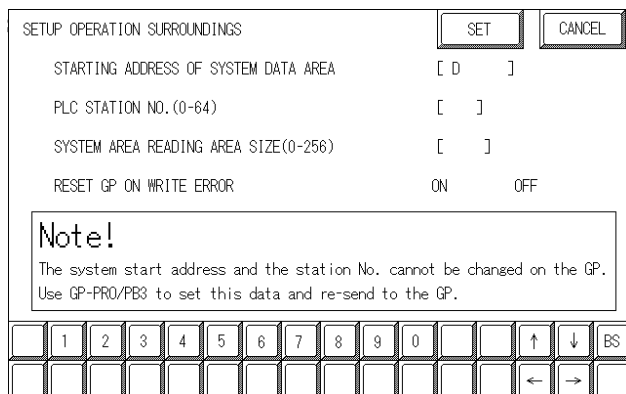 SETUP OPERATION SURROUNDINGS SET CANCEL
STARTING ADDRESS OF SYSTEM DATA AREA [ D ]
PLC STATION NO.(0-64) [ ]
SYSTEM AREA READING AREA SIZE(0-256) [ ]
RESET GP ON WRITE ERROR ON OFF
Note!
The system start address and the station No. cannot be changed on the GP.
Use GP-PRO/PB3 to set this data and re-send to the GP.
1 2 3 4 5 6 7 8 9 0 ↑ ↓ BS
← →